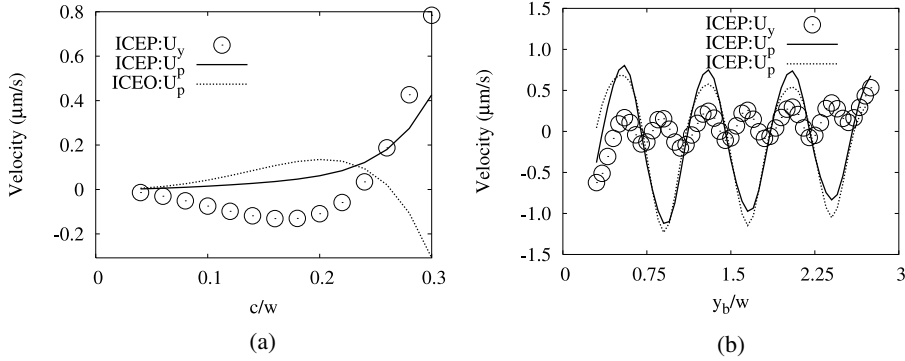 0.8
0.6
0.4
0.2
0
-0.2
Velocity (μm/s)
ICEP:U_y
ICEP:U_p
ICEO:U_p
0
0.1
0.2
0.3
c/w
(a)
1.5
1.0
0.5
0
-0.5
-1.0
-1.5
Velocity (μm/s)
ICEP:U_y
ICEP:U_p
ICEP:U_p
0
0.75
1.5
2.25
3
y_b/w
(b)